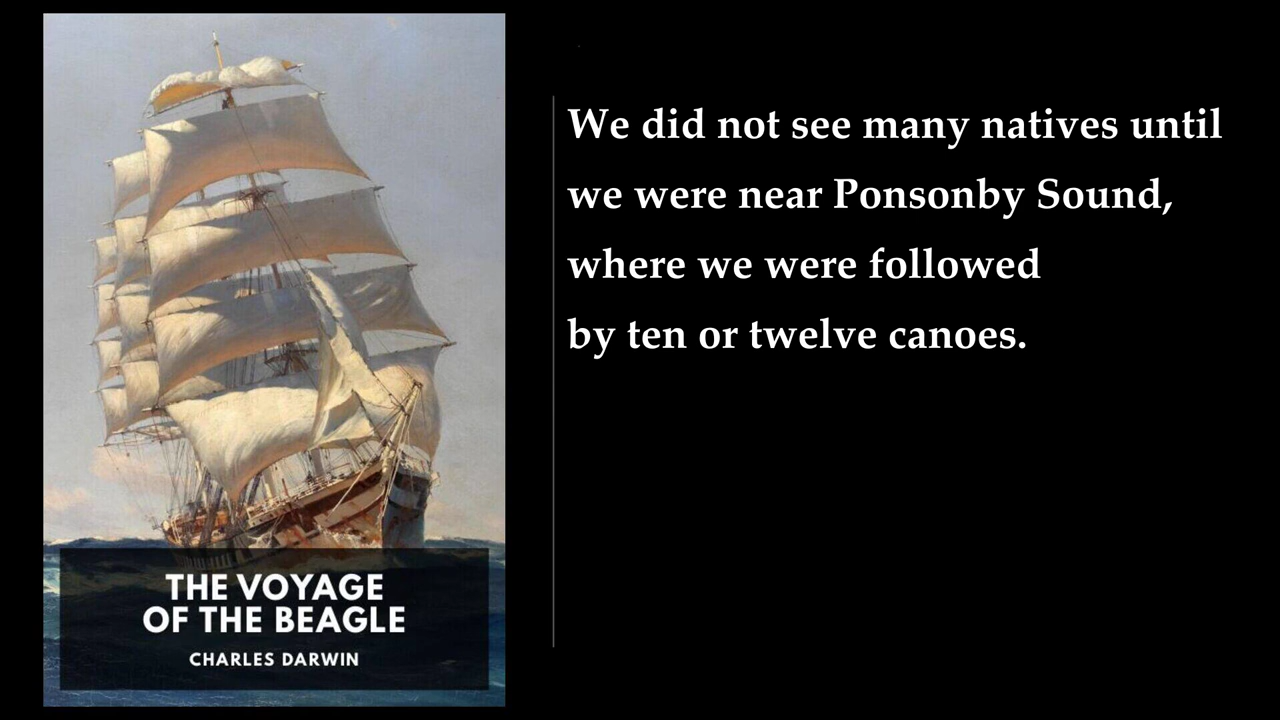 THE VOYAGE
OF THE BEAGLE
CHARLES DARWIN
We did not see many natives until
we were near Ponsonby Sound,
where we were followed
by ten or twelve canoes.